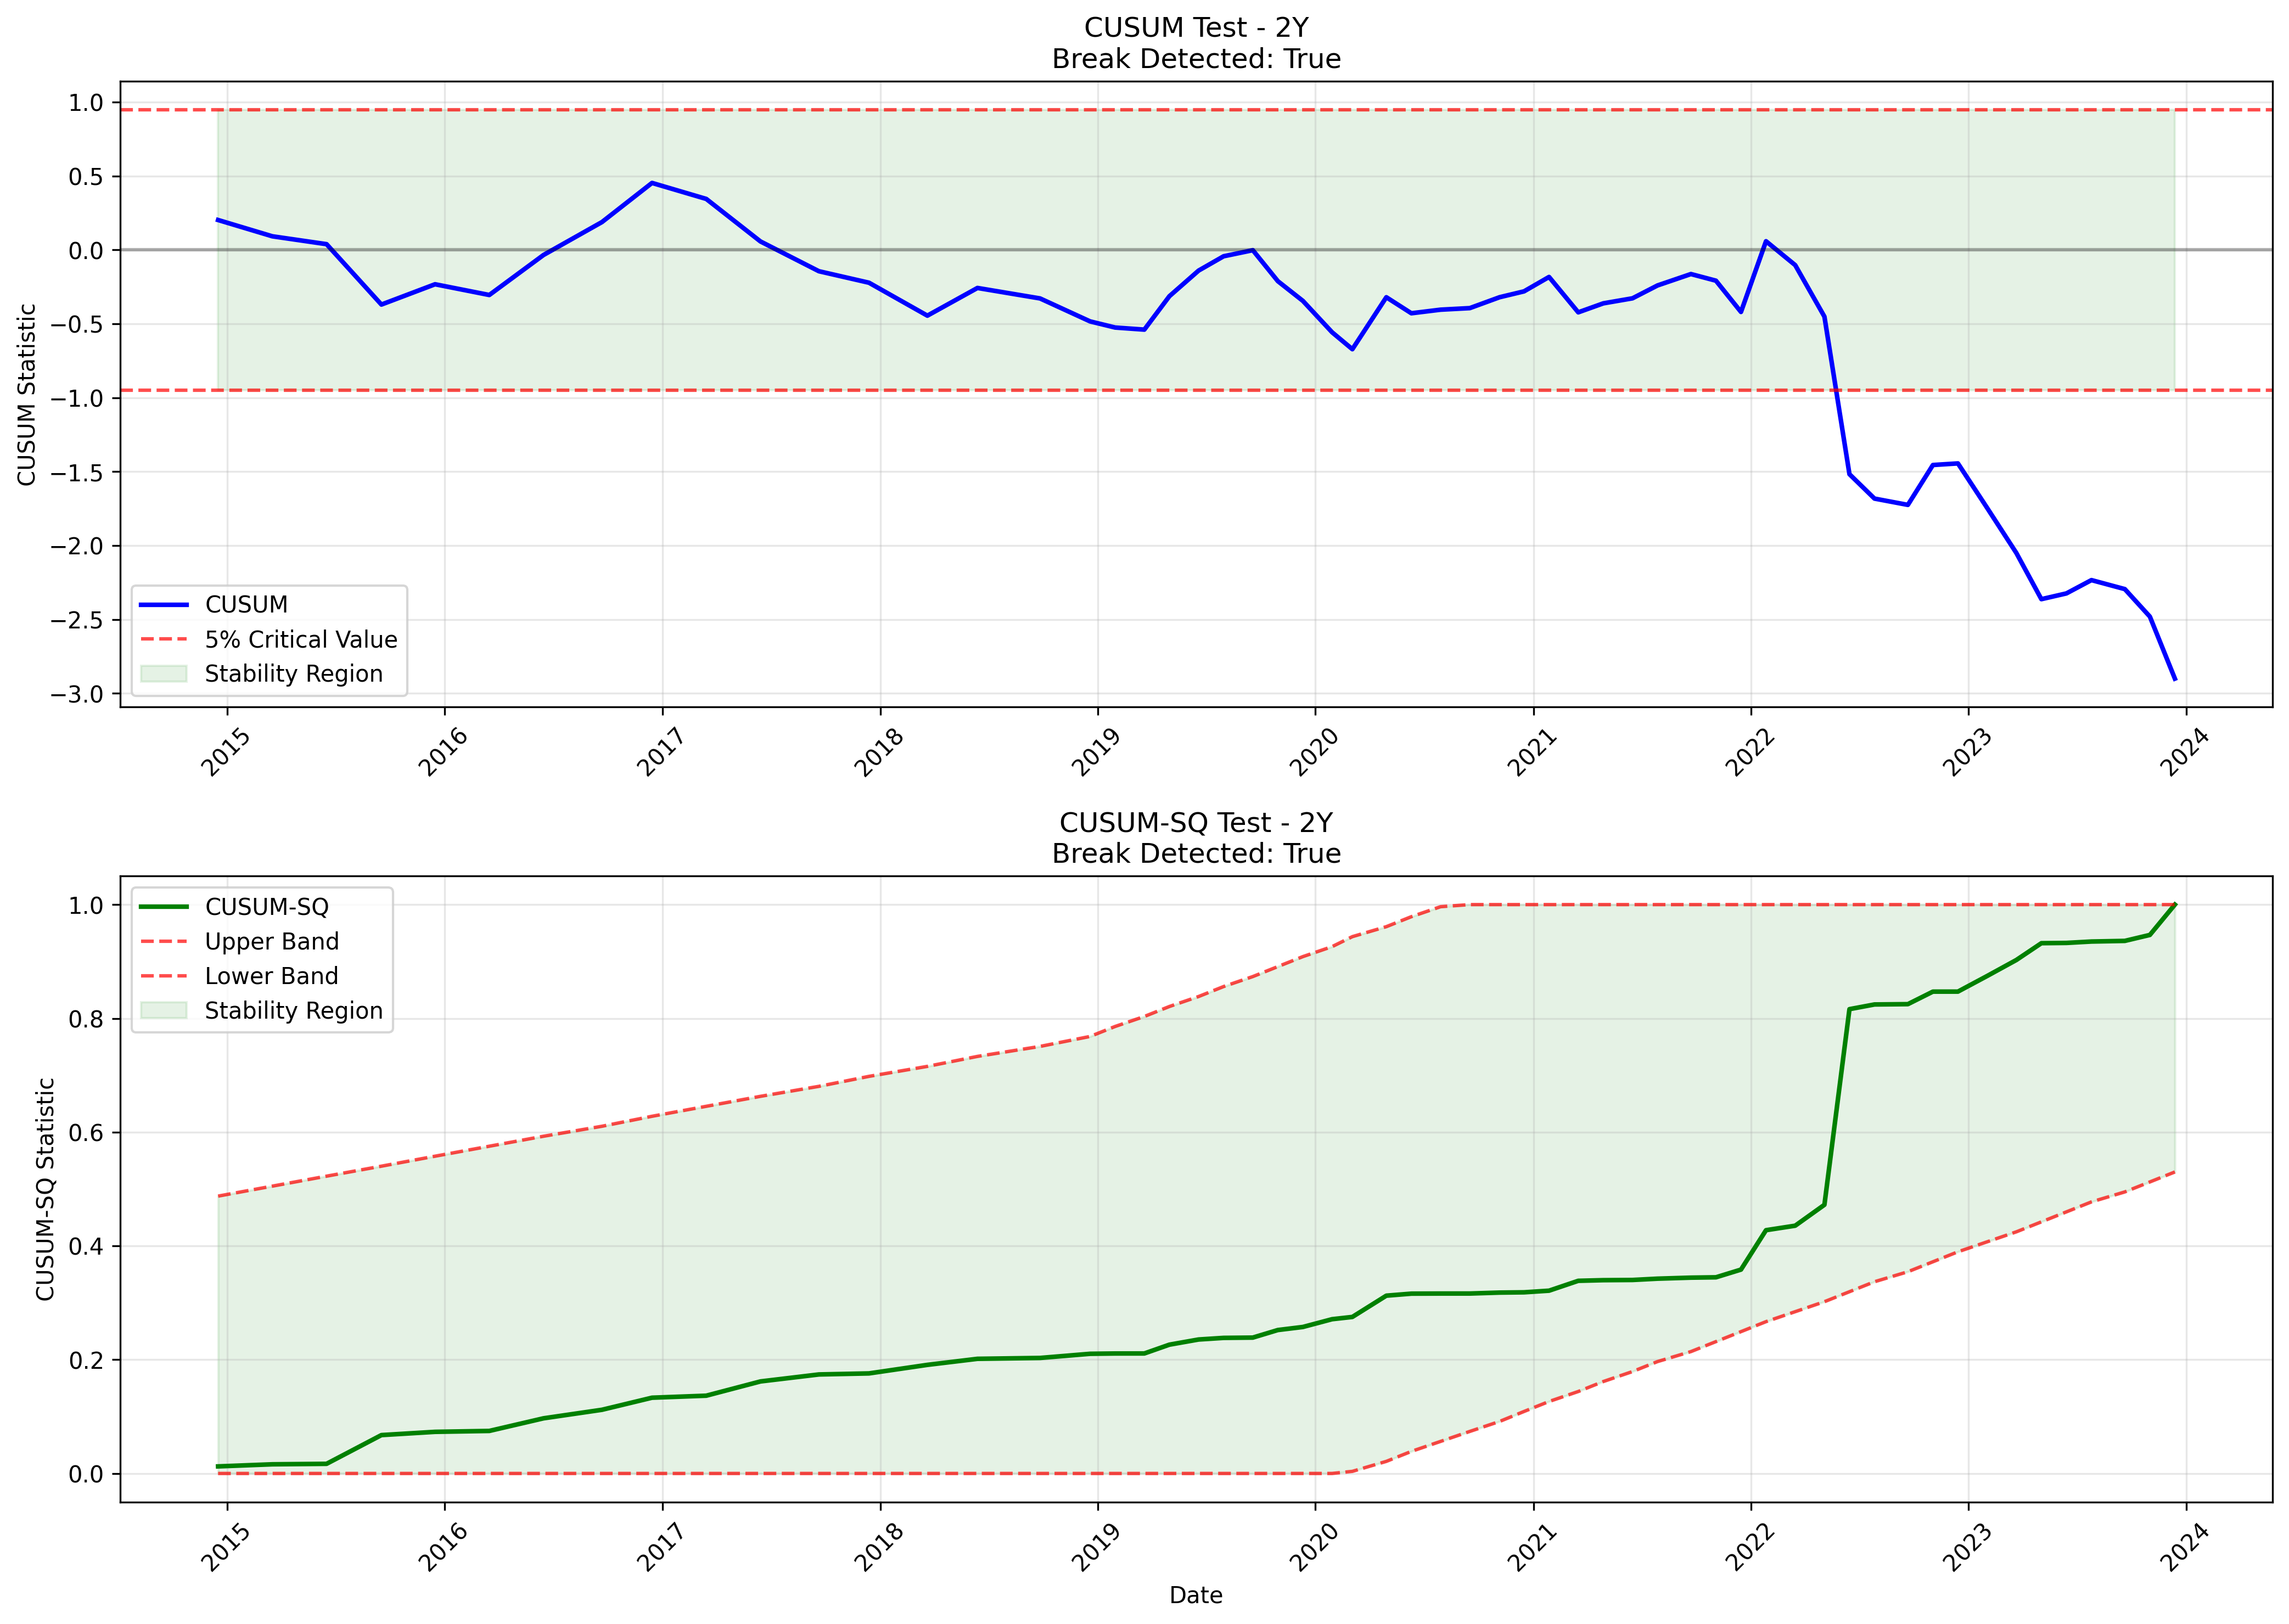 CUSUM Test - 2Y
Break Detected: True
CUSUM Statistic
1.0
0.5
0.0
−0.5
−1.0
−1.5
−2.0
−2.5
−3.0
CUSUM
5% Critical Value
Stability Region
2015
2016
2017
2018
2019
2020
2021
2022
2023
2024
CUSUM-SQ Test - 2Y
Break Detected: True
CUSUM-SQ Statistic
1.0
0.8
0.6
0.4
0.2
0.0
CUSUM-SQ
Upper Band
Lower Band
Stability Region
2015
2016
2017
2018
2019
2020
2021
2022
2023
2024
Date